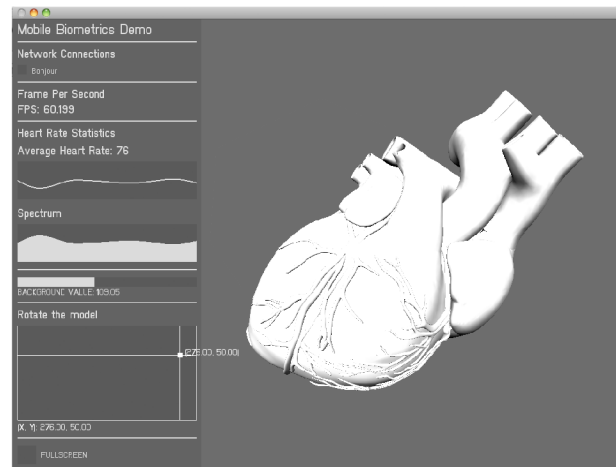 Mobile Biometrics Demo
Network Connections
Bonjour
Frame Per Second
FPS: 60.199
Heart Rate Statistics
Average Heart Rate: 76
Spectrum
BACKGROUND VALUE: 109.05
Rotate the model
[276.00, 50.00]
[X, Y]: 276.00, 50.00
FULLSCREEN